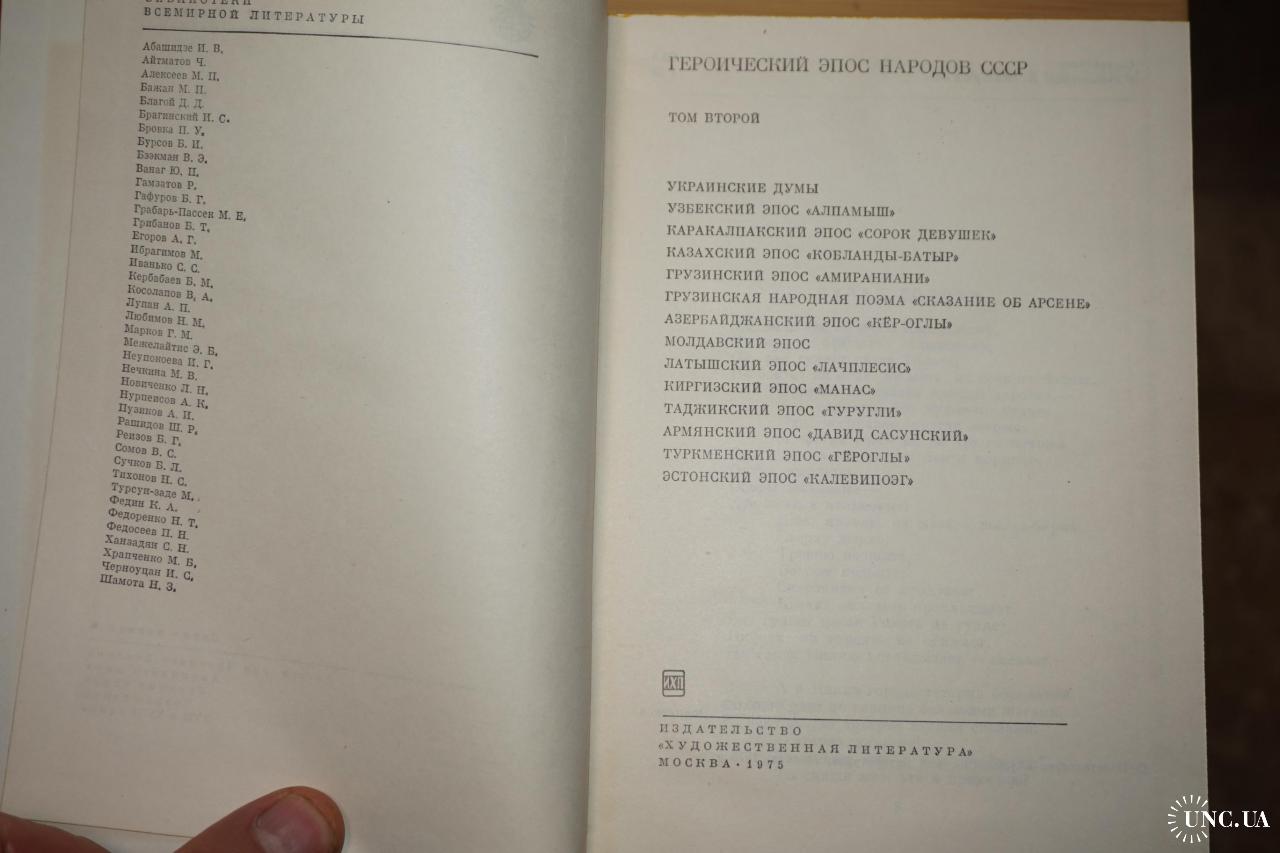 БИБЛИОТЕКИ
ВСЕМИРНОЙ ЛИТЕРАТУРЫ
Абашидзе И. В.
Айтматов Ч.
Алексеев М. П.
Бажан М. П.
Благой Д. Д.
Брагинский И. С.
Бровка П. У.
Бурсов Б. И.
Бээкман В. Э.
Ванаг Ю. П.
Гамзатов Р.
Гафуров Б. Г.
Грабарь-Пассек М. Е.
Грибанов Б. Т.
Егоров А. Г.
Ибрагимов М.
Иванько С. С.
Кербабаев Б. М.
Косолапов В. А.
Лупан А. П.
Любимов Н. М.
Марков Г. М.
Межелайтис Э. Б.
Неупокоева И. Г.
Нечкина М. В.
Новиченко Л. Н.
Нурпеисов А. К.
Пузиков А. И.
Рашидов Ш. Р.
Реизов Б. Г.
Сомов В. С.
Сучков Б. Л.
Тихонов Н. С.
Турсун-заде М.
Федин К. А.
Федоренко Н. Т.
Федосеев П. Н.
Ханзадян С. Н.
Храпченко М. Б.
Черноуцан И. С.
Шамота Н. З.
ГЕРОИЧЕСКИЙ ЭПОС НАРОДОВ СССР
ТОМ ВТОРОЙ
УКРАИНСКИЕ ДУМЫ
УЗБЕКСКИЙ ЭПОС «АЛПАМЫШ»
КАРАКАЛПАКСКИЙ ЭПОС «СОРОК ДЕВУШЕК»
КАЗАХСКИЙ ЭПОС «КОБЛАНДЫ-БАТЫР»
ГРУЗИНСКИЙ ЭПОС «АМИРАНИАНИ»
ГРУЗИНСКАЯ НАРОДНАЯ ПОЭМА «СКАЗАНИЕ ОБ АРСЕНЕ»
АЗЕРБАЙДЖАНСКИЙ ЭПОС «КЁР-ОГЛЫ»
МОЛДАВСКИЙ ЭПОС
ЛАТЫШСКИЙ ЭПОС «ЛАЧПЛЕСИС»
КИРГИЗСКИЙ ЭПОС «МАНАС»
ТАДЖИКСКИЙ ЭПОС «ГУРУГЛИ»
АРМЯНСКИЙ ЭПОС «ДАВИД САСУНСКИЙ»
ТУРКМЕНСКИЙ ЭПОС «ГЁРОГЛЫ»
ЭСТОНСКИЙ ЭПОС «КАЛЕВИПОЭГ»
ИХЛ
ИЗДАТЕЛЬСТВО
«ХУДОЖЕСТВЕННАЯ ЛИТЕРАТУРА»
МОСКВА · 1975
UNC.UA